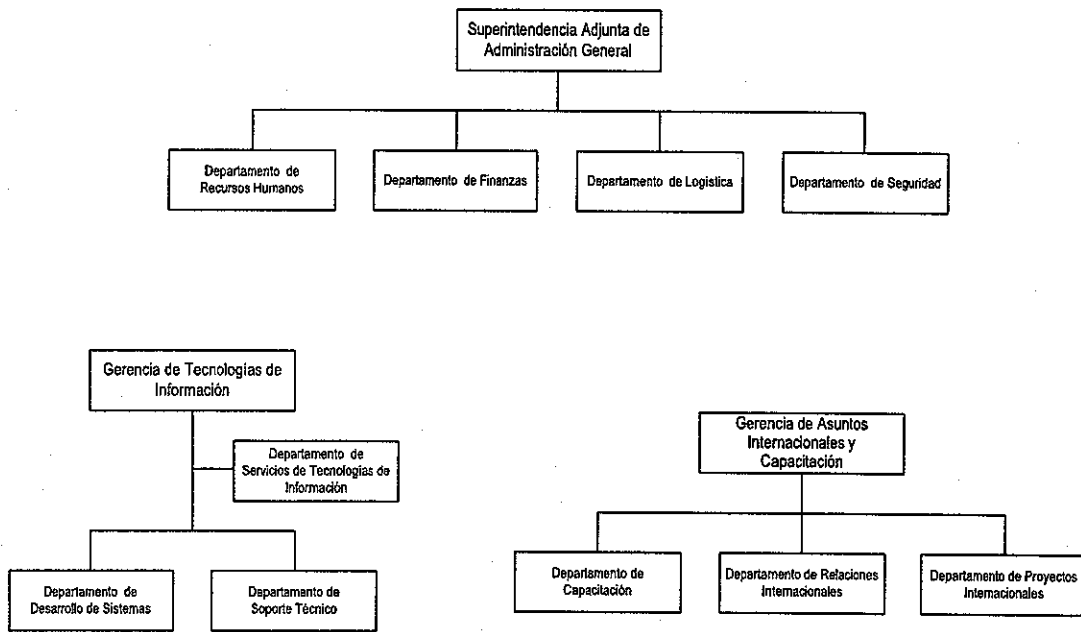 Superintendencia Adjunta de
Administración General
Departamento de
Recursos Humanos
Departamento de Finanzas
Departamento de Logistica
Departamento de Seguridad
Gerencia de Tecnologías de
Información
Departamento de
Servicios de Tecnologías de
Información
Departamento de
Desarrollo de Sistemas
Departamento de
Soporte Técnico
Gerencia de Asuntos
Internacionales y
Capacitación
Departamento de
Capacitación
Departamento de Relaciones
Internacionales
Departamento de Proyectos
Internacionales